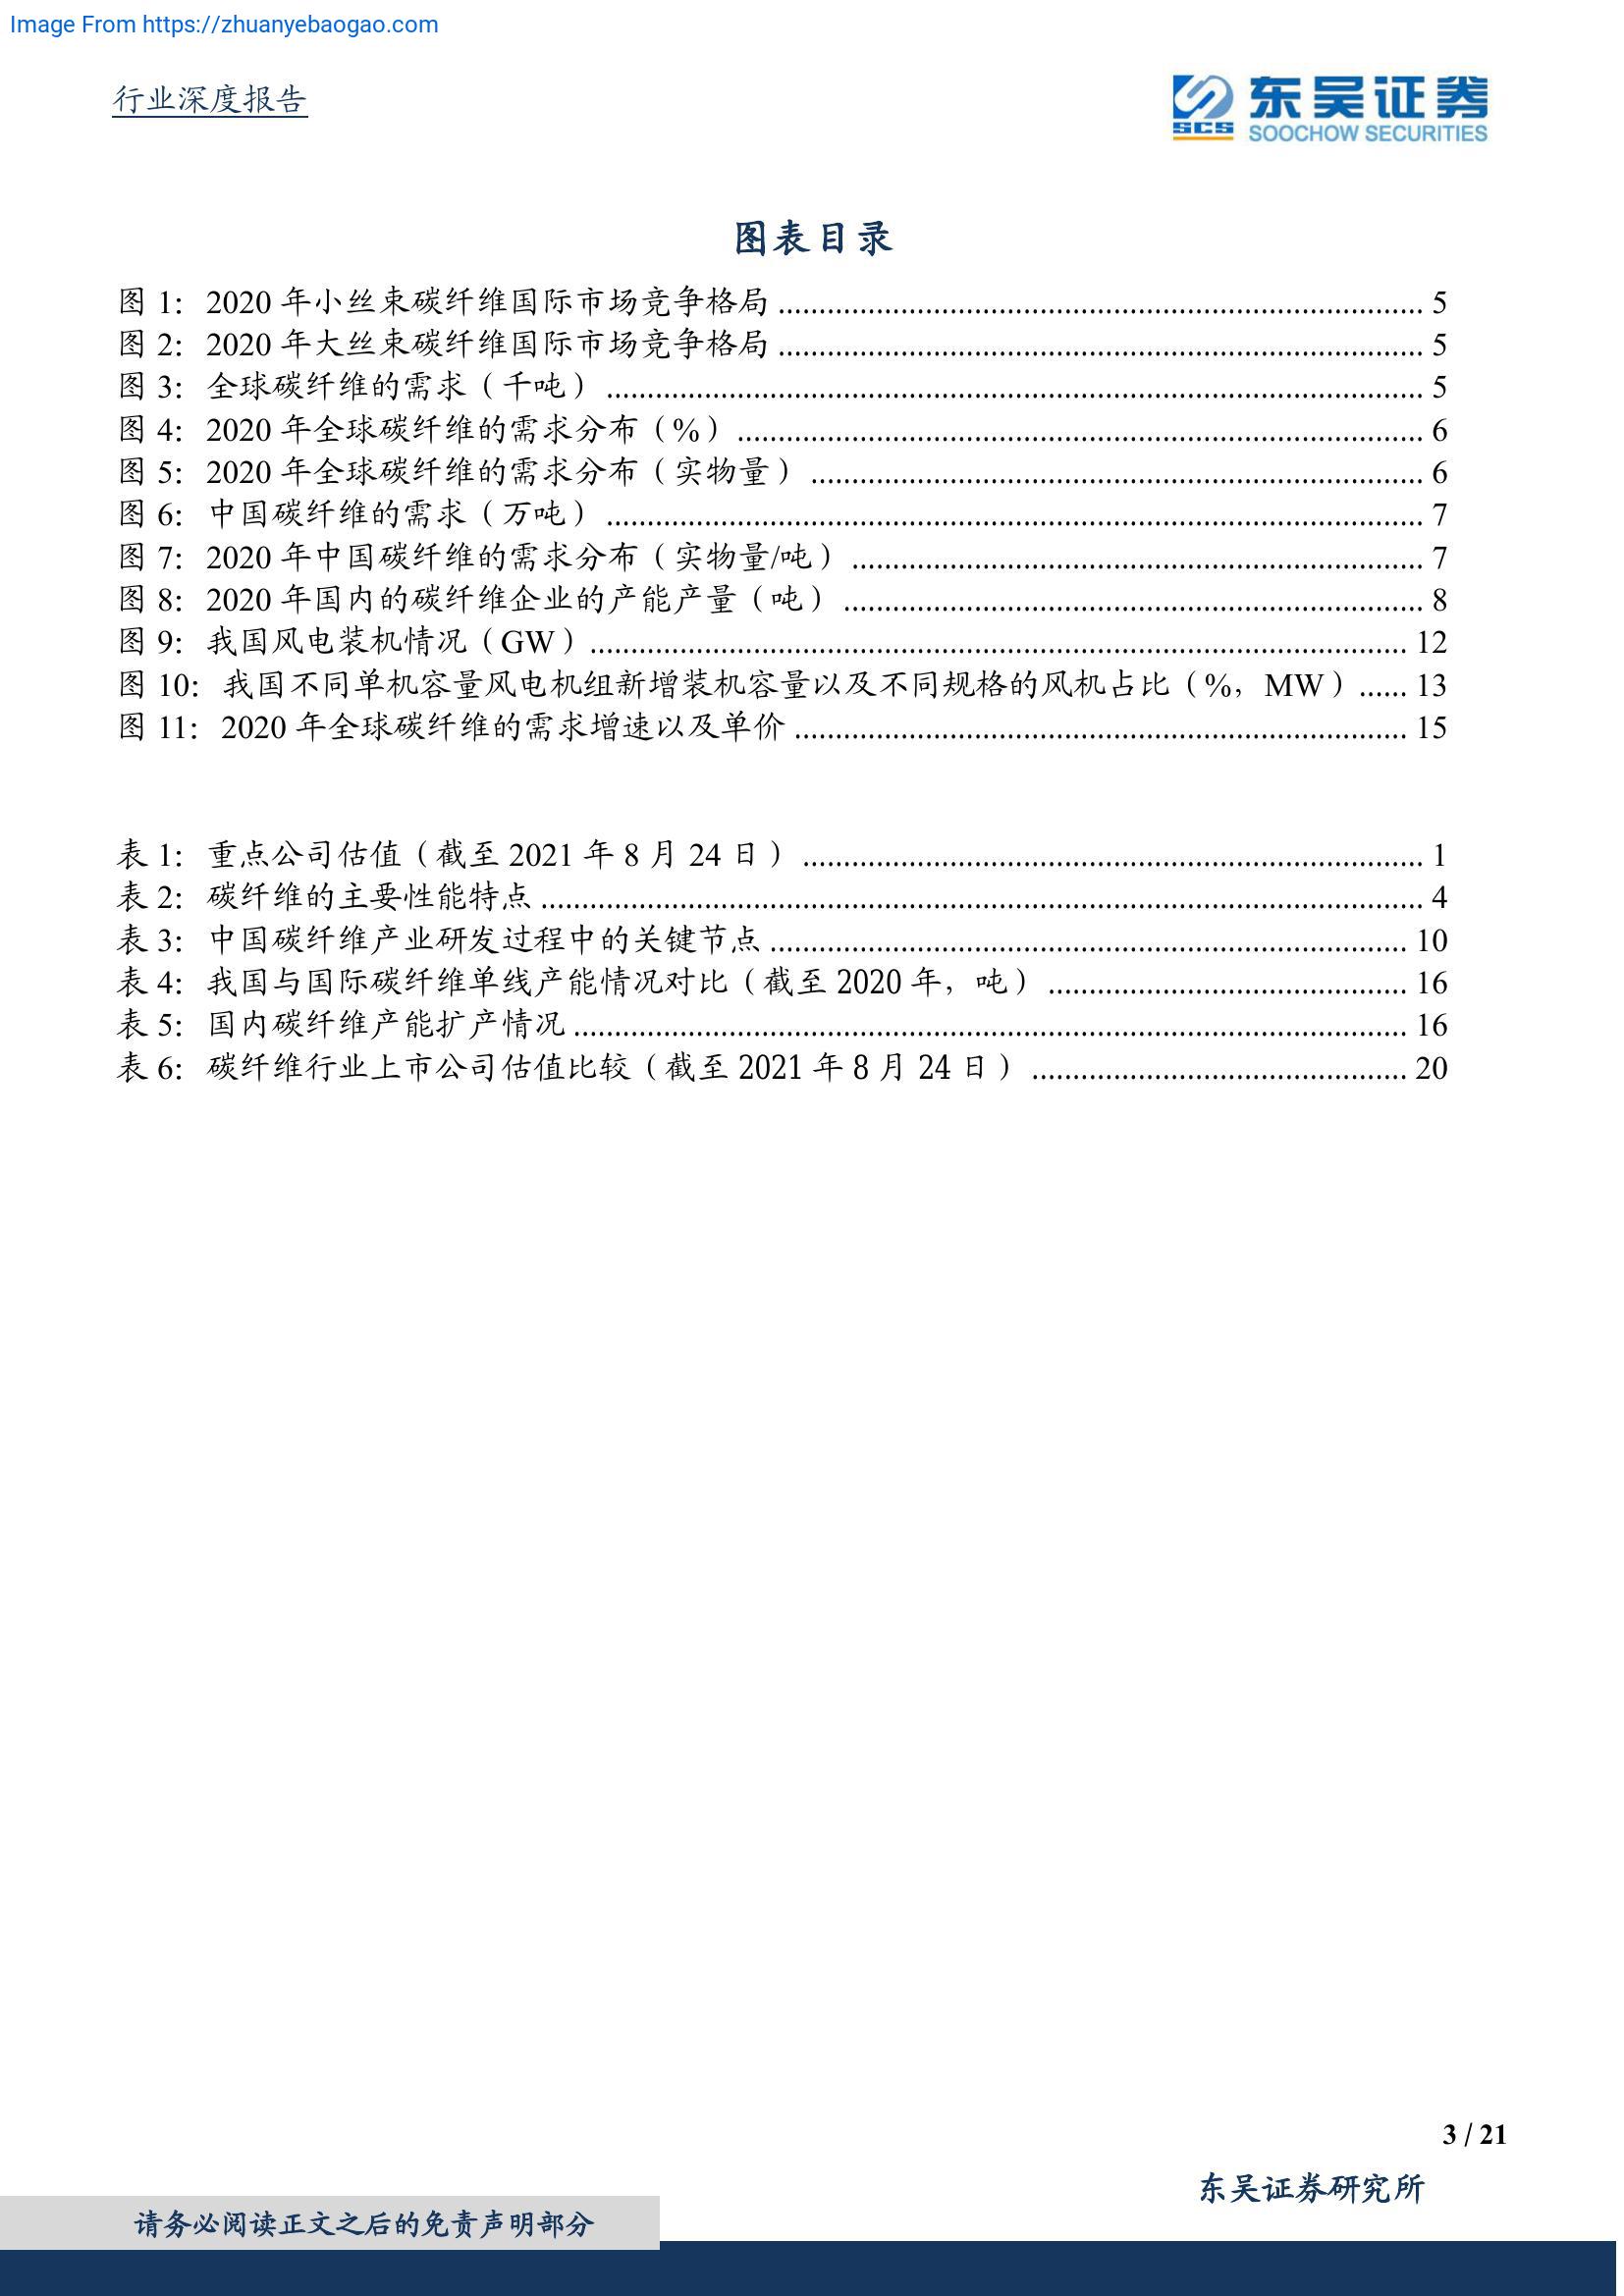 Image From https://zhuanyebaogao.com
行业深度报告
SCS 东吴证券
SOOCHOW SECURITIES
图表目录
图 1：2020 年小丝束碳纤维国际市场竞争格局 ........................................ 5
图 2：2020 年大丝束碳纤维国际市场竞争格局 ........................................ 5
图 3：全球碳纤维的需求（千吨） ........................................ 5
图 4：2020 年全球碳纤维的需求分布（%） ........................................ 6
图 5：2020 年全球碳纤维的需求分布（实物量） ........................................ 6
图 6：中国碳纤维的需求（万吨） ........................................ 7
图 7：2020 年中国碳纤维的需求分布（实物量/吨） ........................................ 7
图 8：2020 年国内的碳纤维企业的产能产量（吨） ........................................ 8
图 9：我国风电装机情况（GW） ........................................ 12
图 10：我国不同单机容量风电机组新增装机容量以及不同规格的风机占比（%，MW） ...... 13
图 11：2020 年全球碳纤维的需求增速以及单价 ........................................ 15
表 1：重点公司估值（截至 2021 年 8 月 24 日） ........................................ 1
表 2：碳纤维的主要性能特点 ........................................ 4
表 3：中国碳纤维产业研发过程中的关键节点 ........................................ 10
表 4：我国与国际碳纤维单线产能情况对比（截至 2020 年，吨） ........................................ 16
表 5：国内碳纤维产能扩产情况 ........................................ 16
表 6：碳纤维行业上市公司估值比较（截至 2021 年 8 月 24 日） ........................................ 20
3 / 21
东吴证券研究所
请务必阅读正文之后的免责声明部分